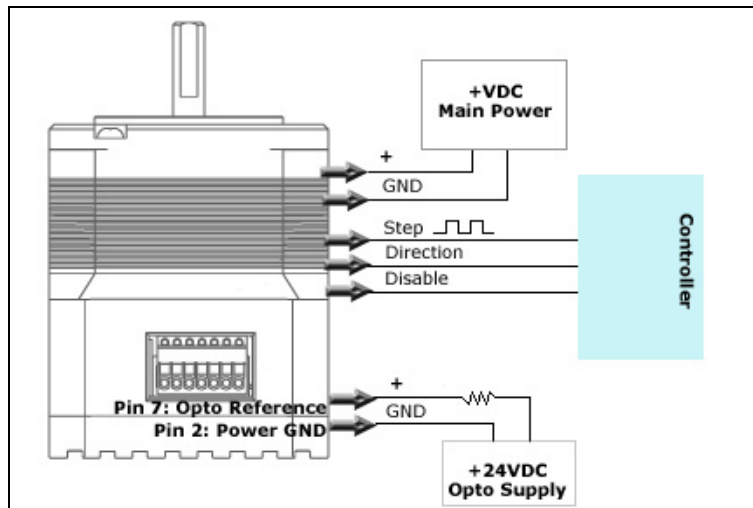 +VDC
Main Power
+
GND
Step
Direction
Disable
Controller
+
Pin 7: Opto Reference
GND
Pin 2: Power GND
+24VDC
Opto Supply